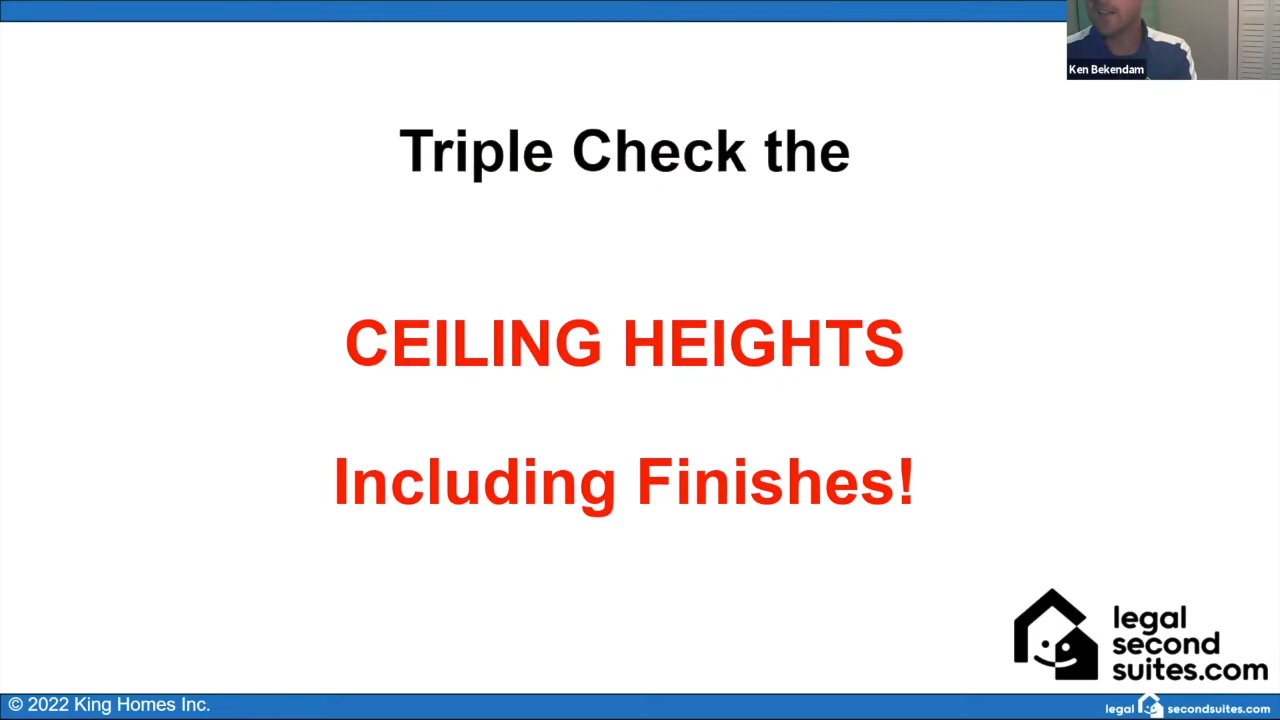 Ken Bekendam
Triple Check the
CEILING HEIGHTS
Including Finishes!
legal
second
suites.com
© 2022 King Homes Inc.
legal secondsuites.com